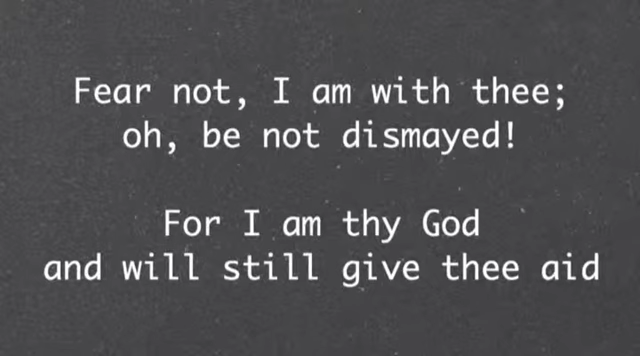 Fear not, I am with thee;
oh, be not dismayed!
For I am thy God
and will still give thee aid